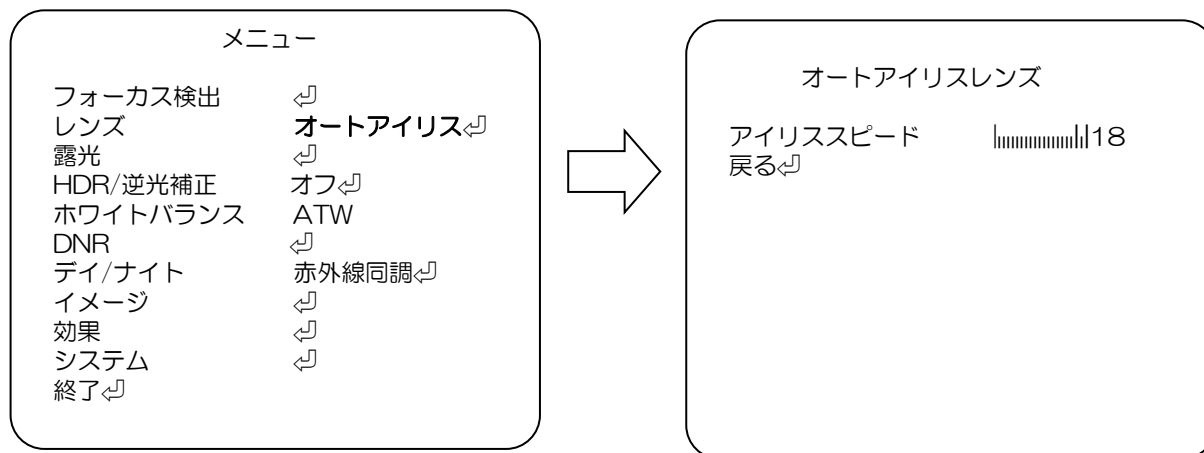 メニュー
フォーカス検出 ⏎
レンズ オートアイリス⏎
露光 ⏎
HDR/逆光補正 オフ⏎
ホワイトバランス ATW
DNR ⏎
デイ/ナイト 赤外線同調⏎
イメージ ⏎
効果 ⏎
システム ⏎
終了⏎
オートアイリスレンズ
アイリススピード 18
戻る⏎